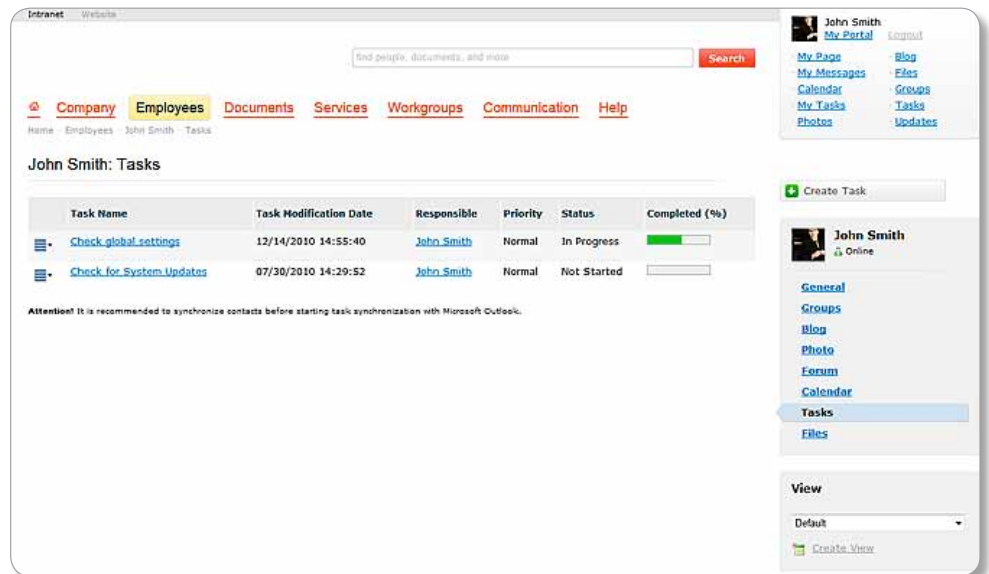 Intranet Website
John Smith
My Portal Logout
find people, documents, and more Search
My Page Blog
My Messages Files
Calendar Groups
My Tasks Tasks
Photos Updates
Company Employees Documents Services Workgroups Communication Help
Home Employees John Smith Tasks
John Smith: Tasks
Create Task
Task Name Task Modification Date Responsible Priority Status Completed (%)
Check global settings 12/14/2010 14:55:40 John Smith Normal In Progress
Check for System Updates 07/30/2010 14:29:52 John Smith Normal Not Started
Attention! It is recommended to synchronize contacts before starting task synchronization with Microsoft Outlook.
John Smith
Online
General
Groups
Blog
Photo
Forum
Calendar
Tasks
Files
View
Default
Create View